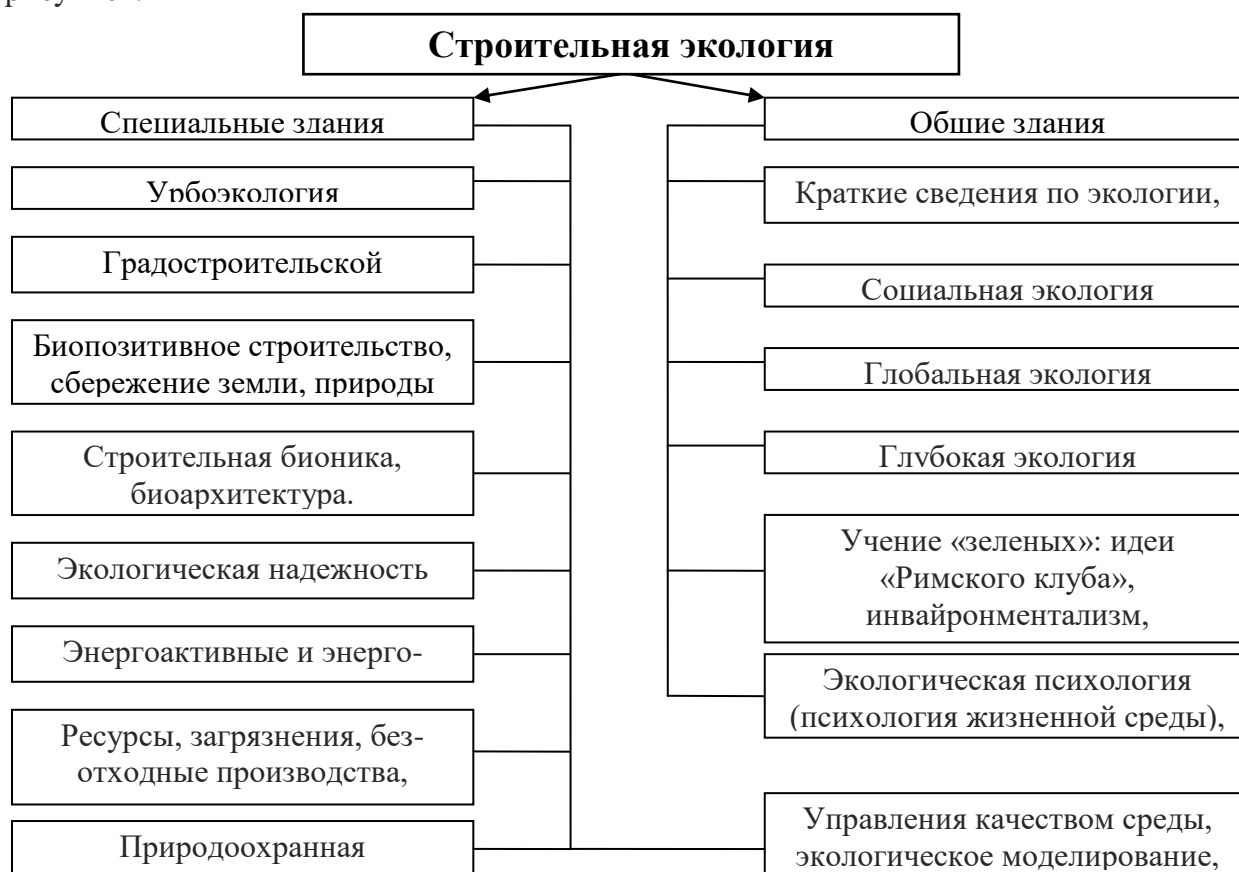 Строительная экология
Специальные здания
Урбоэкология
Градостроительской
Биопозитивное строительство,
сбережение земли, природы
Строительная бионика,
биоархитектура.
Экологическая надежность
Энергоактивные и энерго-
Ресурсы, загрязнения, без-
отходные производства,
Природоохранная
Общие здания
Краткие сведения по экологии,
Социальная экология
Глобальная экология
Глубокая экология
Учение «зеленых»: идеи
«Римского клуба»,
инвайронментализм,
Экологическая психология
(психология жизненной среды),
Управления качеством среды,
экологическое моделирование,